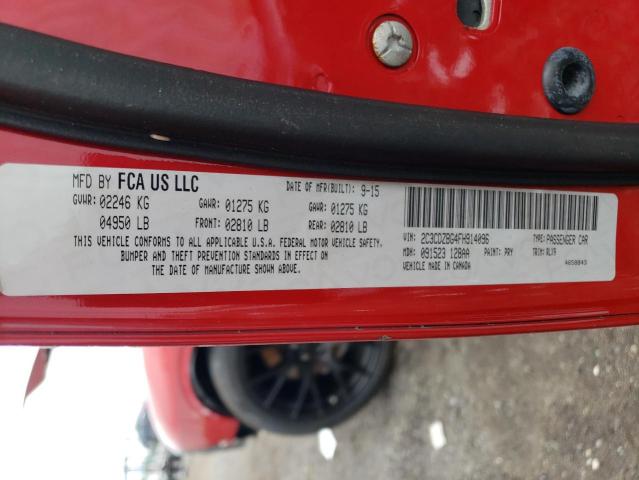 MFD BY FCA US LLC
DATE OF MFR(BUILT): 9-15
GVWR: 02246 KG GAWR: 01275 KG GAWR: 01275 KG
04950 LB FRONT: 02810 LB REAR: 02810 LB
THIS VEHICLE CONFORMS TO ALL APPLICABLE U.S.A. FEDERAL MOTOR VEHICLE SAFETY,
BUMPER AND THEFT PREVENTION STANDARDS IN EFFECT
ON THE DATE OF MANUFACTURE SHOWN ABOVE.
VIN: 2C3CDZBG4FH814096 TYPE: PASSENGER CAR
MDH: 091523 128AA PAINT: PRY TRIM: RLX9
VEHICLE MADE IN CANADA